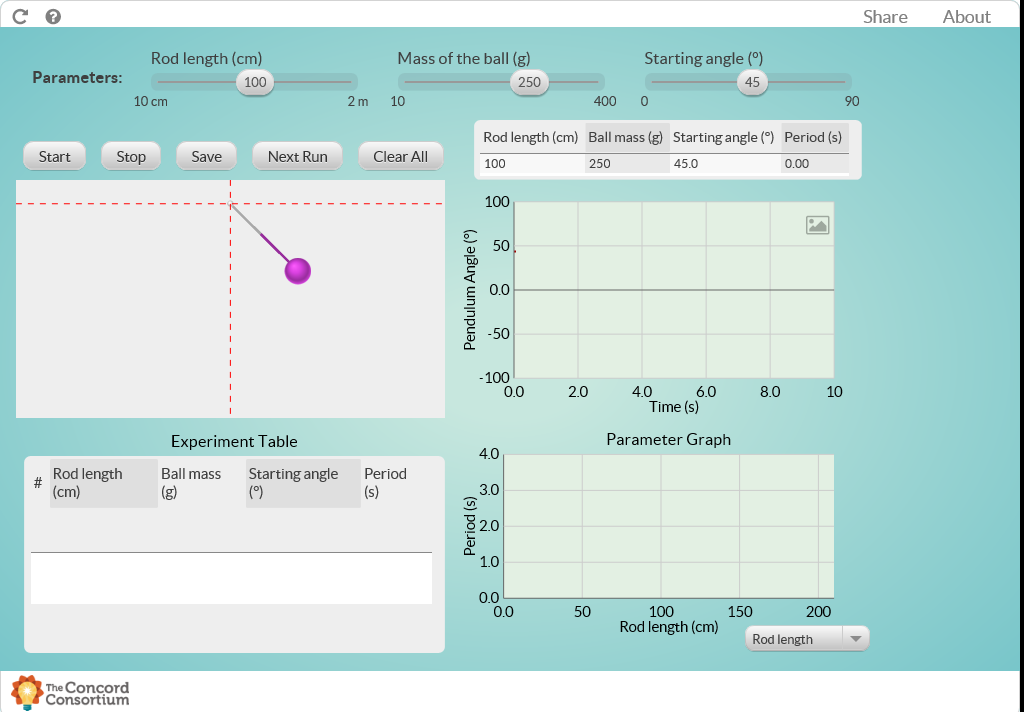 Share About
Parameters:
Rod length (cm)
100
10 cm 2 m
Mass of the ball (g)
250
10 400
Starting angle (º)
45
0 90
Start Stop Save Next Run Clear All
Rod length (cm) Ball mass (g) Starting angle (º) Period (s)
100 250 45.0 0.00
Pendulum Angle (º)
100
50
0.0
-50
-100
0.0 2.0 4.0 6.0 8.0 10
Time (s)
Experiment Table
# Rod length (cm) Ball mass (g) Starting angle (º) Period (s)
Parameter Graph
Period (s)
4.0
3.0
2.0
1.0
0.0
0.0 50 100 150 200
Rod length (cm)
Rod length
The Concord
Consortium